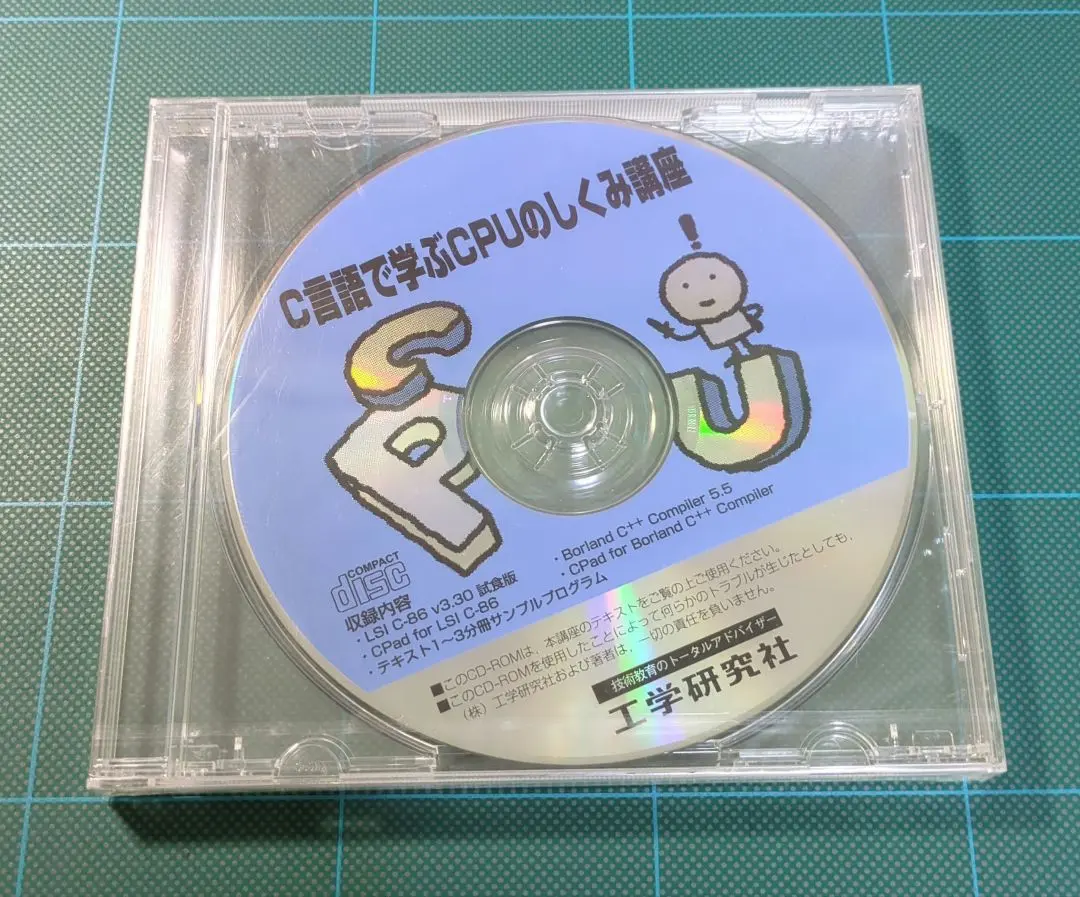 C言語で学ぶCPUのしくみ講座
!
CPU
COMPACT
disc
収録内容
・LSI C-86 v3.30 試食版
・CPad for LSI C-86
・テキスト1～3分冊サンプルプログラム
・Borland C++ Compiler 5.5
・CPad for Borland C++ Compiler
■このCD-ROMは、本講座のテキストをご覧の上ご使用ください。
■このCD-ROMを使用したことによって何らかのトラブルが生じたとしても、
（株）工学研究社および著者は、一切の責任を負いません。
技術教育のトータルアドバイザー
工学研究社